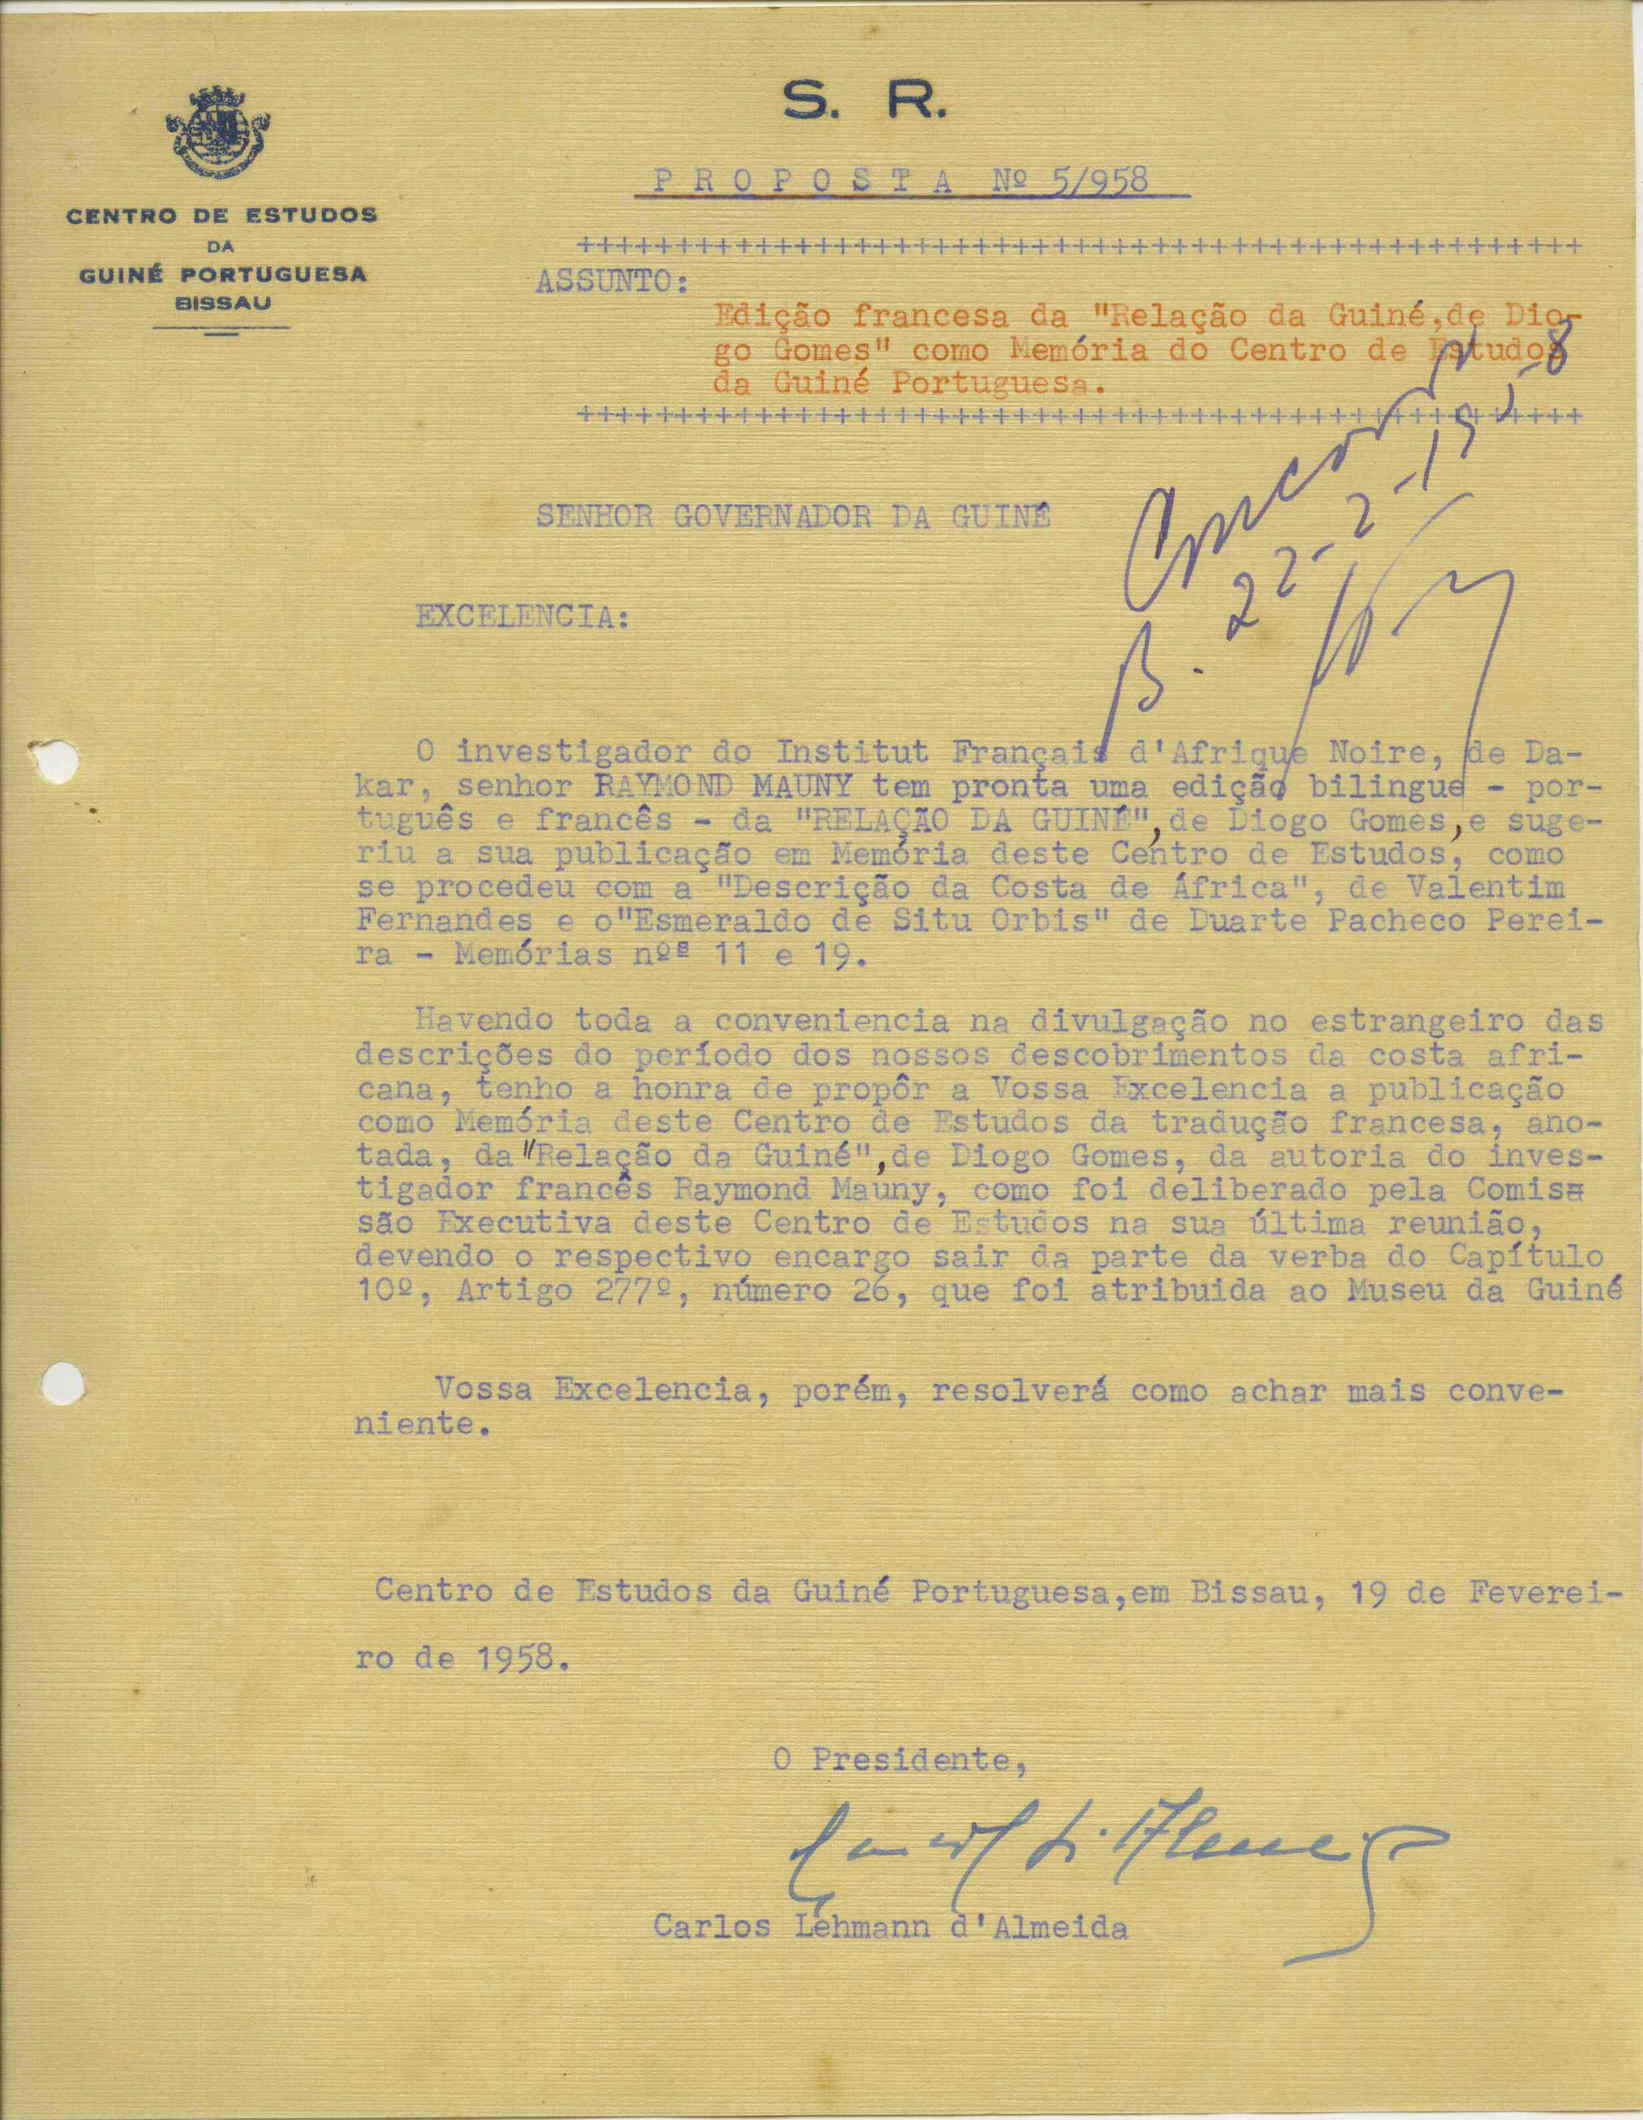 S. R.
CENTRO DE ESTUDOS
DA
GUINÉ PORTUGUESA
BISSAU
PROPOSTA Nº 5/958
+++++++++++++++++++++++++++++++++++++++++++++++++++
ASSUNTO:
Edição francesa da "Relação da Guiné,de Dio-
go Gomes" como Memória do Centro de Estudos
da Guiné Portuguesa.
+++++++++++++++++++++++++++++++++++++++++++++++++++
Concordo
B. 22-2-1958
SENHOR GOVERNADOR DA GUINÉ
EXCELENCIA:
O investigador do Institut Français d'Afrique Noire, de Da-
kar, senhor RAYMOND MAUNY tem pronta uma edição bilingue - por-
tuguês e francês - da "RELAÇÃO DA GUINÉ",de Diogo Gomes,e suge-
riu a sua publicação em Memória deste Centro de Estudos, como
se procedeu com a "Descrição da Costa de África", de Valentim
Fernandes e o"Esmeraldo de Situ Orbis" de Duarte Pacheco Perei-
ra - Memórias nºs 11 e 19.
Havendo toda a conveniencia na divulgação no estrangeiro das
descrições do período dos nossos descobrimentos da costa afri-
cana, tenho a honra de propôr a Vossa Excelencia a publicação
como Memória deste Centro de Estudos da tradução francesa, ano-
tada, da "Relação da Guiné",de Diogo Gomes, da autoria do inves-
tigador francês Raymond Mauny, como foi deliberado pela Comis-
são Executiva deste Centro de Estudos na sua última reunião,
devendo o respectivo encargo sair da parte da verba do Capítulo
10º, Artigo 277º, número 26, que foi atribuida ao Museu da Guiné
Vossa Excelencia, porém, resolverá como achar mais conve-
niente.
Centro de Estudos da Guiné Portuguesa,em Bissau, 19 de Feverei-
ro de 1958.
O Presidente,
Carlos Lehmann d'Almeida